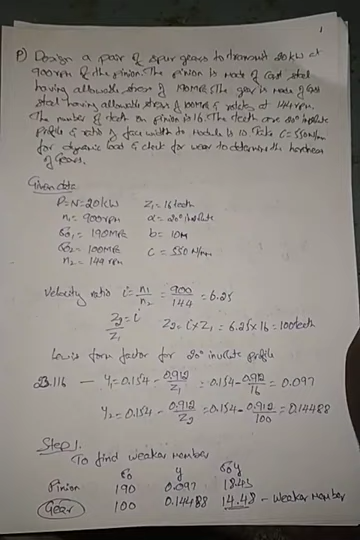 1
P) Design a pair of spur gears to transmit 20kW at
900rpm of the pinion. The pinion is made of Cast steel
having allowable stress of 190MPa. The gear is made of Cast
steel having allowable stress of 100MPa & rotates at 144rpm.
The number of teeth on pinion is 16. The teeth are 20° involute
profile & ratio of face width to module is 10. Take C=550N/mm
for dynamic load & check for wear to determine the hardness
of Gears.
Given data
P=N=20kW Z₁=16teeth
n₁= 900rpm α=20° involute
σ₀₁= 190MPa b= 10m
σ₀₂= 100MPa C= 550 N/mm
n₂= 144 rpm
Velocity ratio i = n₁/n₂ = 900/144 = 6.25
Z₂/Z₁ = i Z₂= i×Z₁ = 6.25×16=100teeth
Lewis form factor for 20° involute profile
23.116 — y₁=0.154-0.912/Z₁ = 0.154-0.912/16 = 0.097
y₂=0.154-0.912/Z₂=0.154-0.912/100=0.14488
Step 1.
To find weaker member
σ₀ y σ₀y
Pinion 190 0.097 18.43
Gear 100 0.14488 14.48 - Weaker Member